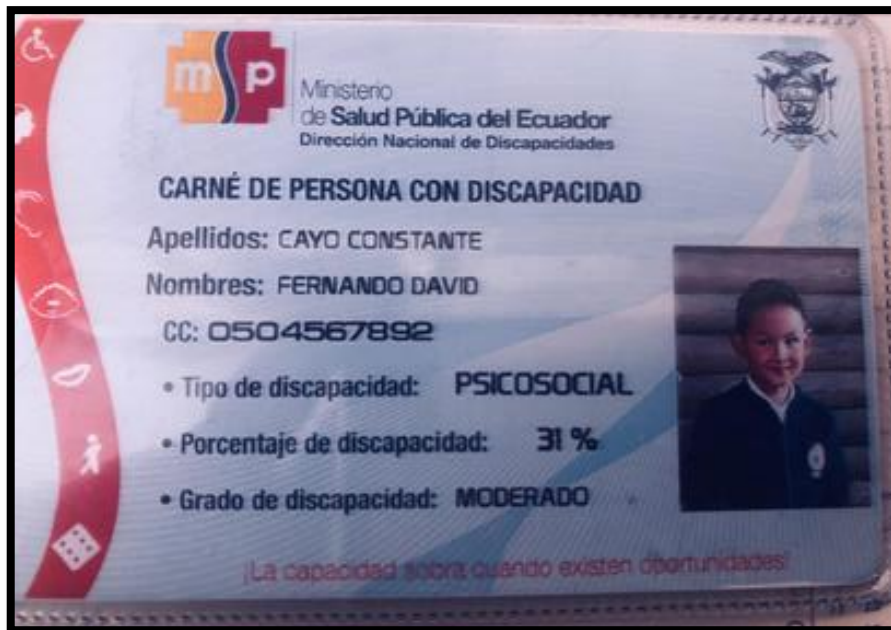 msp
Ministerio
de Salud Pública del Ecuador
Dirección Nacional de Discapacidades
CARNÉ DE PERSONA CON DISCAPACIDAD
Apellidos: CAYO CONSTANTE
Nombres: FERNANDO DAVID
CC: 0504567892
• Tipo de discapacidad: PSICOSOCIAL
• Porcentaje de discapacidad: 31 %
• Grado de discapacidad: MODERADO
¡La capacidad sobra cuando existen oportunidades!